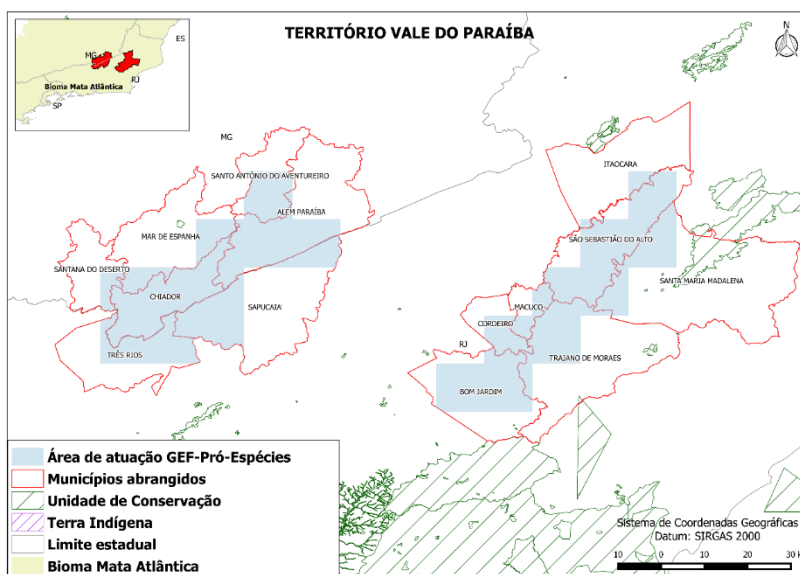 TERRITÓRIO VALE DO PARAÍBA
N
ES
MG
RJ
Bioma Mata Atlântica
SP
MG
SANTO ANTÔNIO DO AVENTUREIRO
ALÉM PARAÍBA
MAR DE ESPANHA
SANTANA DO DESERTO
CHIADOR
SAPUCAIA
TRÊS RIOS
ITAOCARA
SÃO SEBASTIÃO DO ALTO
SANTA MARIA MADALENA
MACUCO
CORDEIRO
RJ
TRAJANO DE MORAES
BOM JARDIM
Área de atuação GEF-Pró-Espécies
Municípios abrangidos
Unidade de Conservação
Terra Indígena
Limite estadual
Bioma Mata Atlântica
Sistema de Coordenadas Geográficas
Datum: SIRGAS 2000
10 0 10 20 30 k